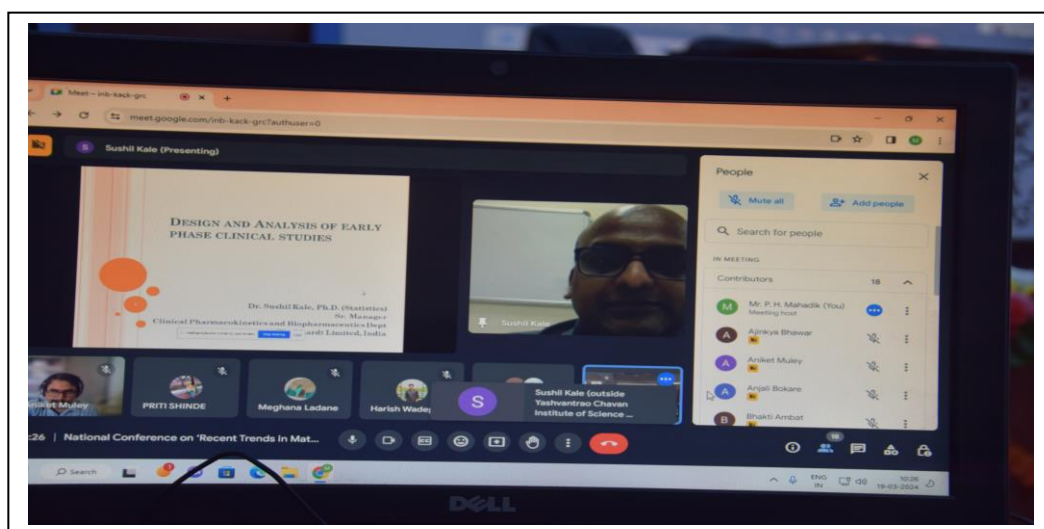 Meet – inb-kack-grc
meet.google.com/inb-kack-grc?authuser=0
S Sushil Kale (Presenting)
DESIGN AND ANALYSIS OF EARLY
PHASE CLINICAL STUDIES
Dr. Sushil Kale, Ph.D. (Statistics)
Sr. Manager
Clinical Pharmacokinetics and Biopharmaceutics Dept
Limited, India
Sushil Kale
People
Mute all
Add people
Search for people
IN MEETING
Contributors 18
M Mr. P. H. Mahadik (You)
Meeting host
A Ajinkya Bhawar
A Aniket Muley
A Anjali Bokare
B Bhakti Ambat
Aniket Muley
PRITI SHINDE
Meghana Ladane
Harish
S
Sushil Kale (outside
Yashvantrao Chavan
Institute of Science ...
:26 | National Conference on 'Recent Trends in Mat...
18
Search
ENG
IN
10:26
19-03-2024
DELL